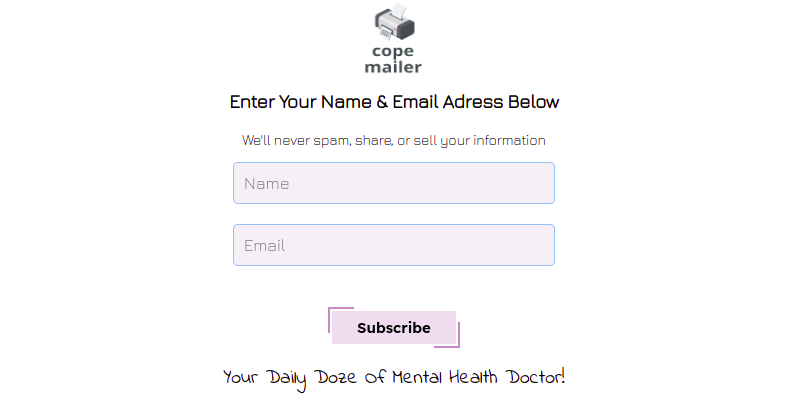 cope
mailer
Enter Your Name & Email Adress Below
We'll never spam, share, or sell your information
Name
Email
Subscribe
Your Daily Doze Of Mental Health Doctor!